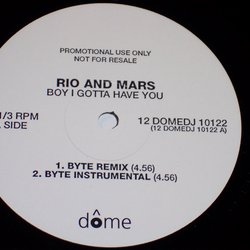 PROMOTIONAL USE ONLY
NOT FOR RESALE
RIO AND MARS
BOY I GOTTA HAVE YOU
1/3 RPM
SIDE
12 DOMEDJ 10122
(12 DOMEDJ 10122 A)
1. BYTE REMIX (4.56)
2. BYTE INSTRUMENTAL (4.56)
dôme